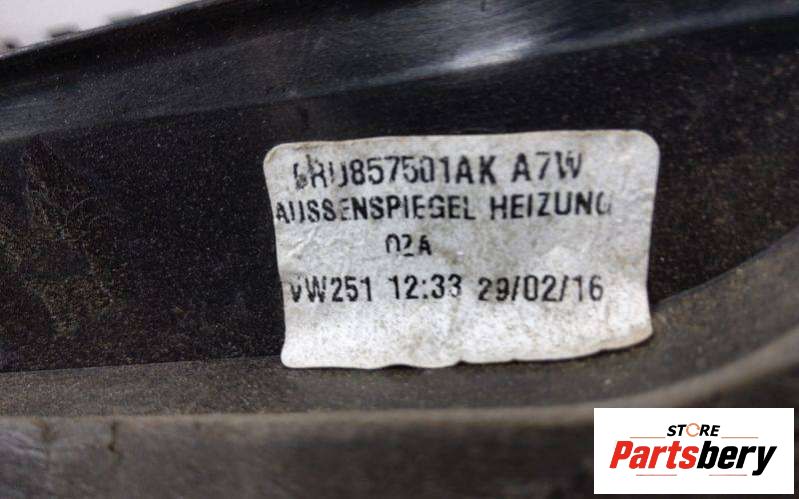 6RU857501AK A7W
AUSSENSPIEGEL HEIZUNG
02A
VW251 12:33 29/02/16
STORE
Partsbery